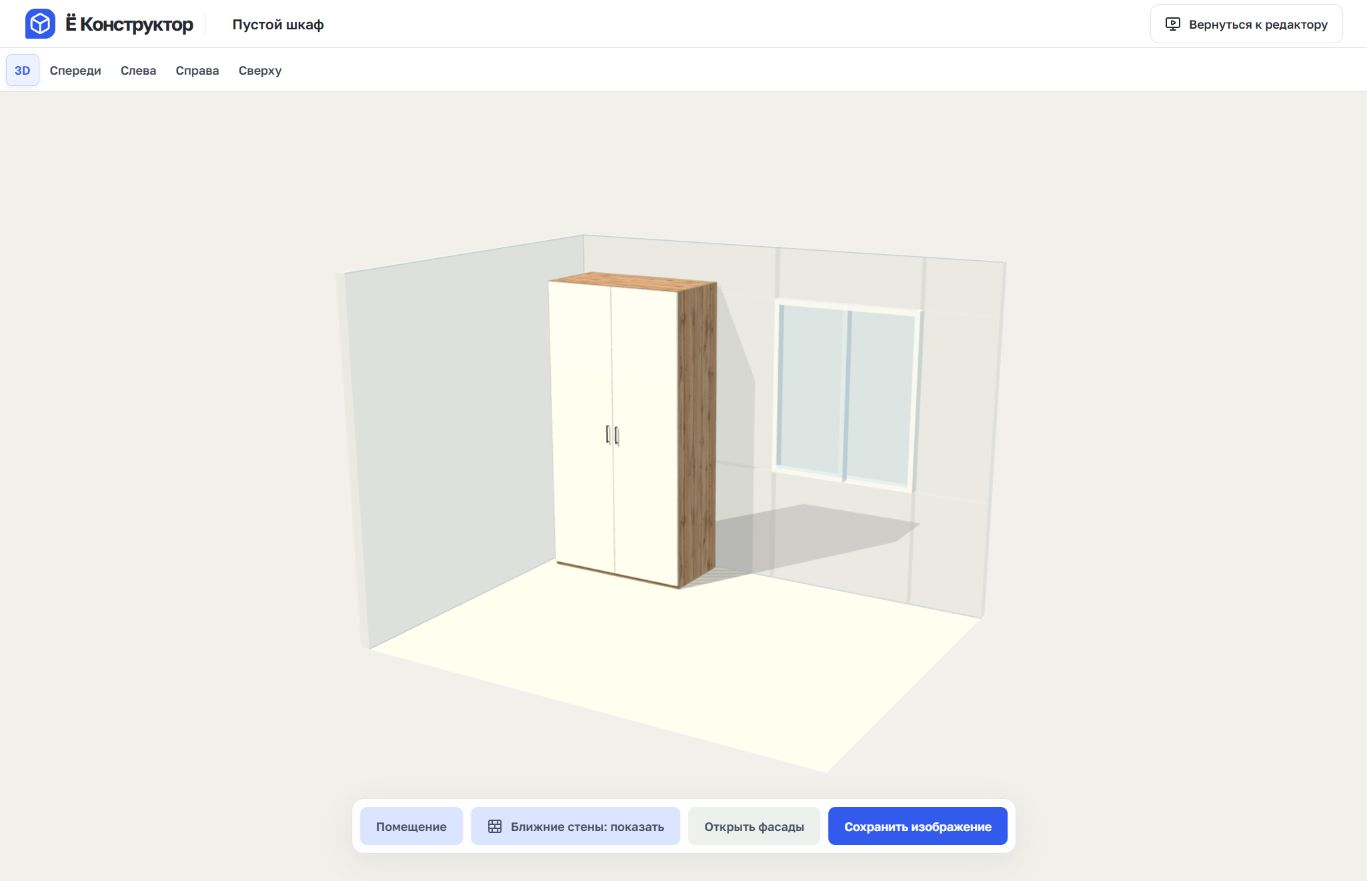 Ё Конструктор
Пустой шкаф
Вернуться к редактору
3D Спереди Слева Справа Сверху
Помещение
Ближние стены: показать
Открыть фасады
Сохранить изображение